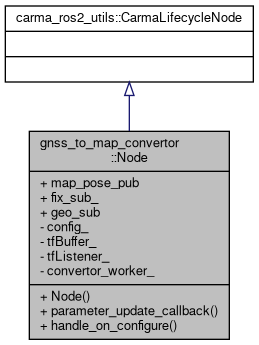 carma_ros2_utils::CarmaLifecycleNode
gnss_to_map_convertor
::Node
+ map_pose_pub
+ fix_sub_
+ geo_sub
- config_
- tfBuffer_
- tfListener_
- convertor_worker_
+ Node()
+ parameter_update_callback()
+ handle_on_configure()